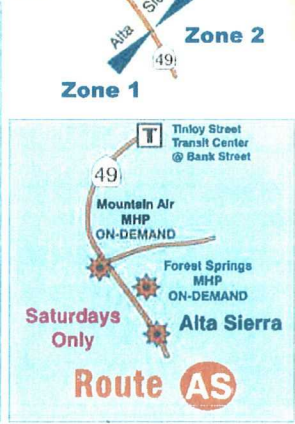 Alta
Zone 2
49
Zone 1
T
Tinloy Street
Transit Center
@ Bank Street
49
Mountain Air
MHP
ON-DEMAND
Forest Springs
MHP
ON-DEMAND
Saturdays
Only
Alta Sierra
Route AS